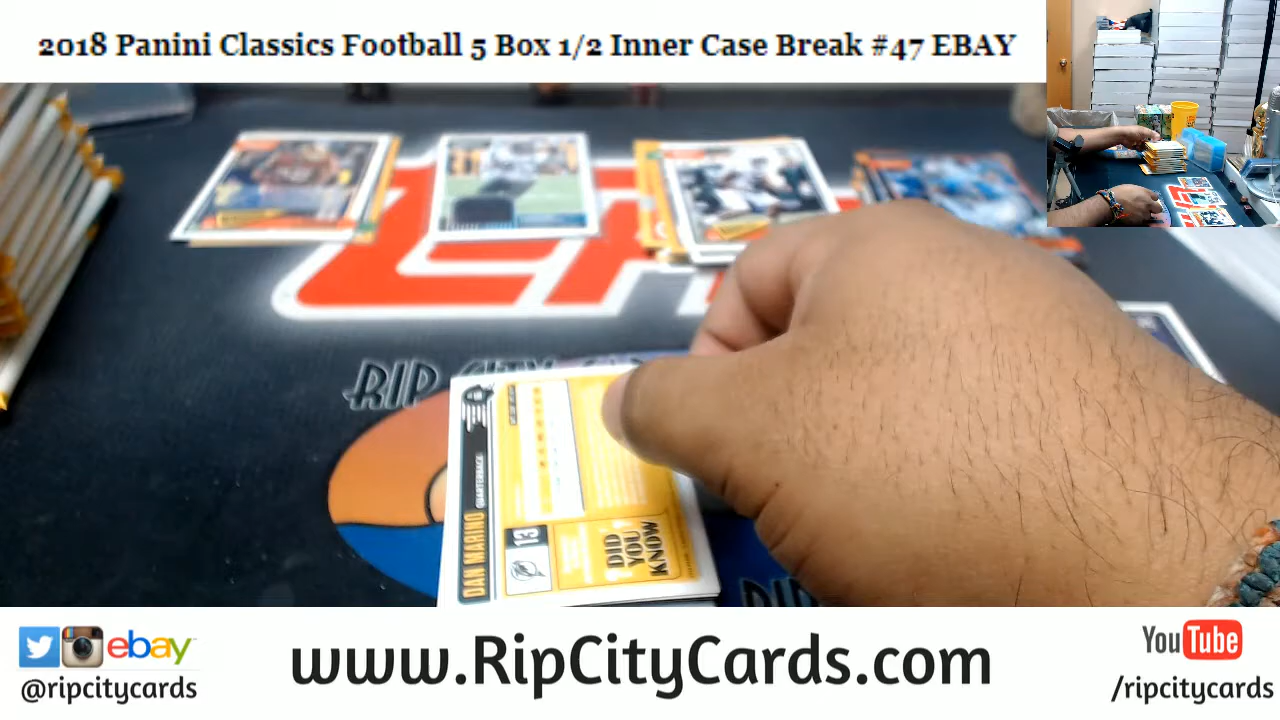 2018 Panini Classics Football 5 Box 1/2 Inner Case Break #47 EBAY
RIP
DAN MARINO QUARTERBACK
13
DID
YOU
KNOW
RIP
ebay
@ripcitycards
www.RipCityCards.com
YouTube
/ripcitycards